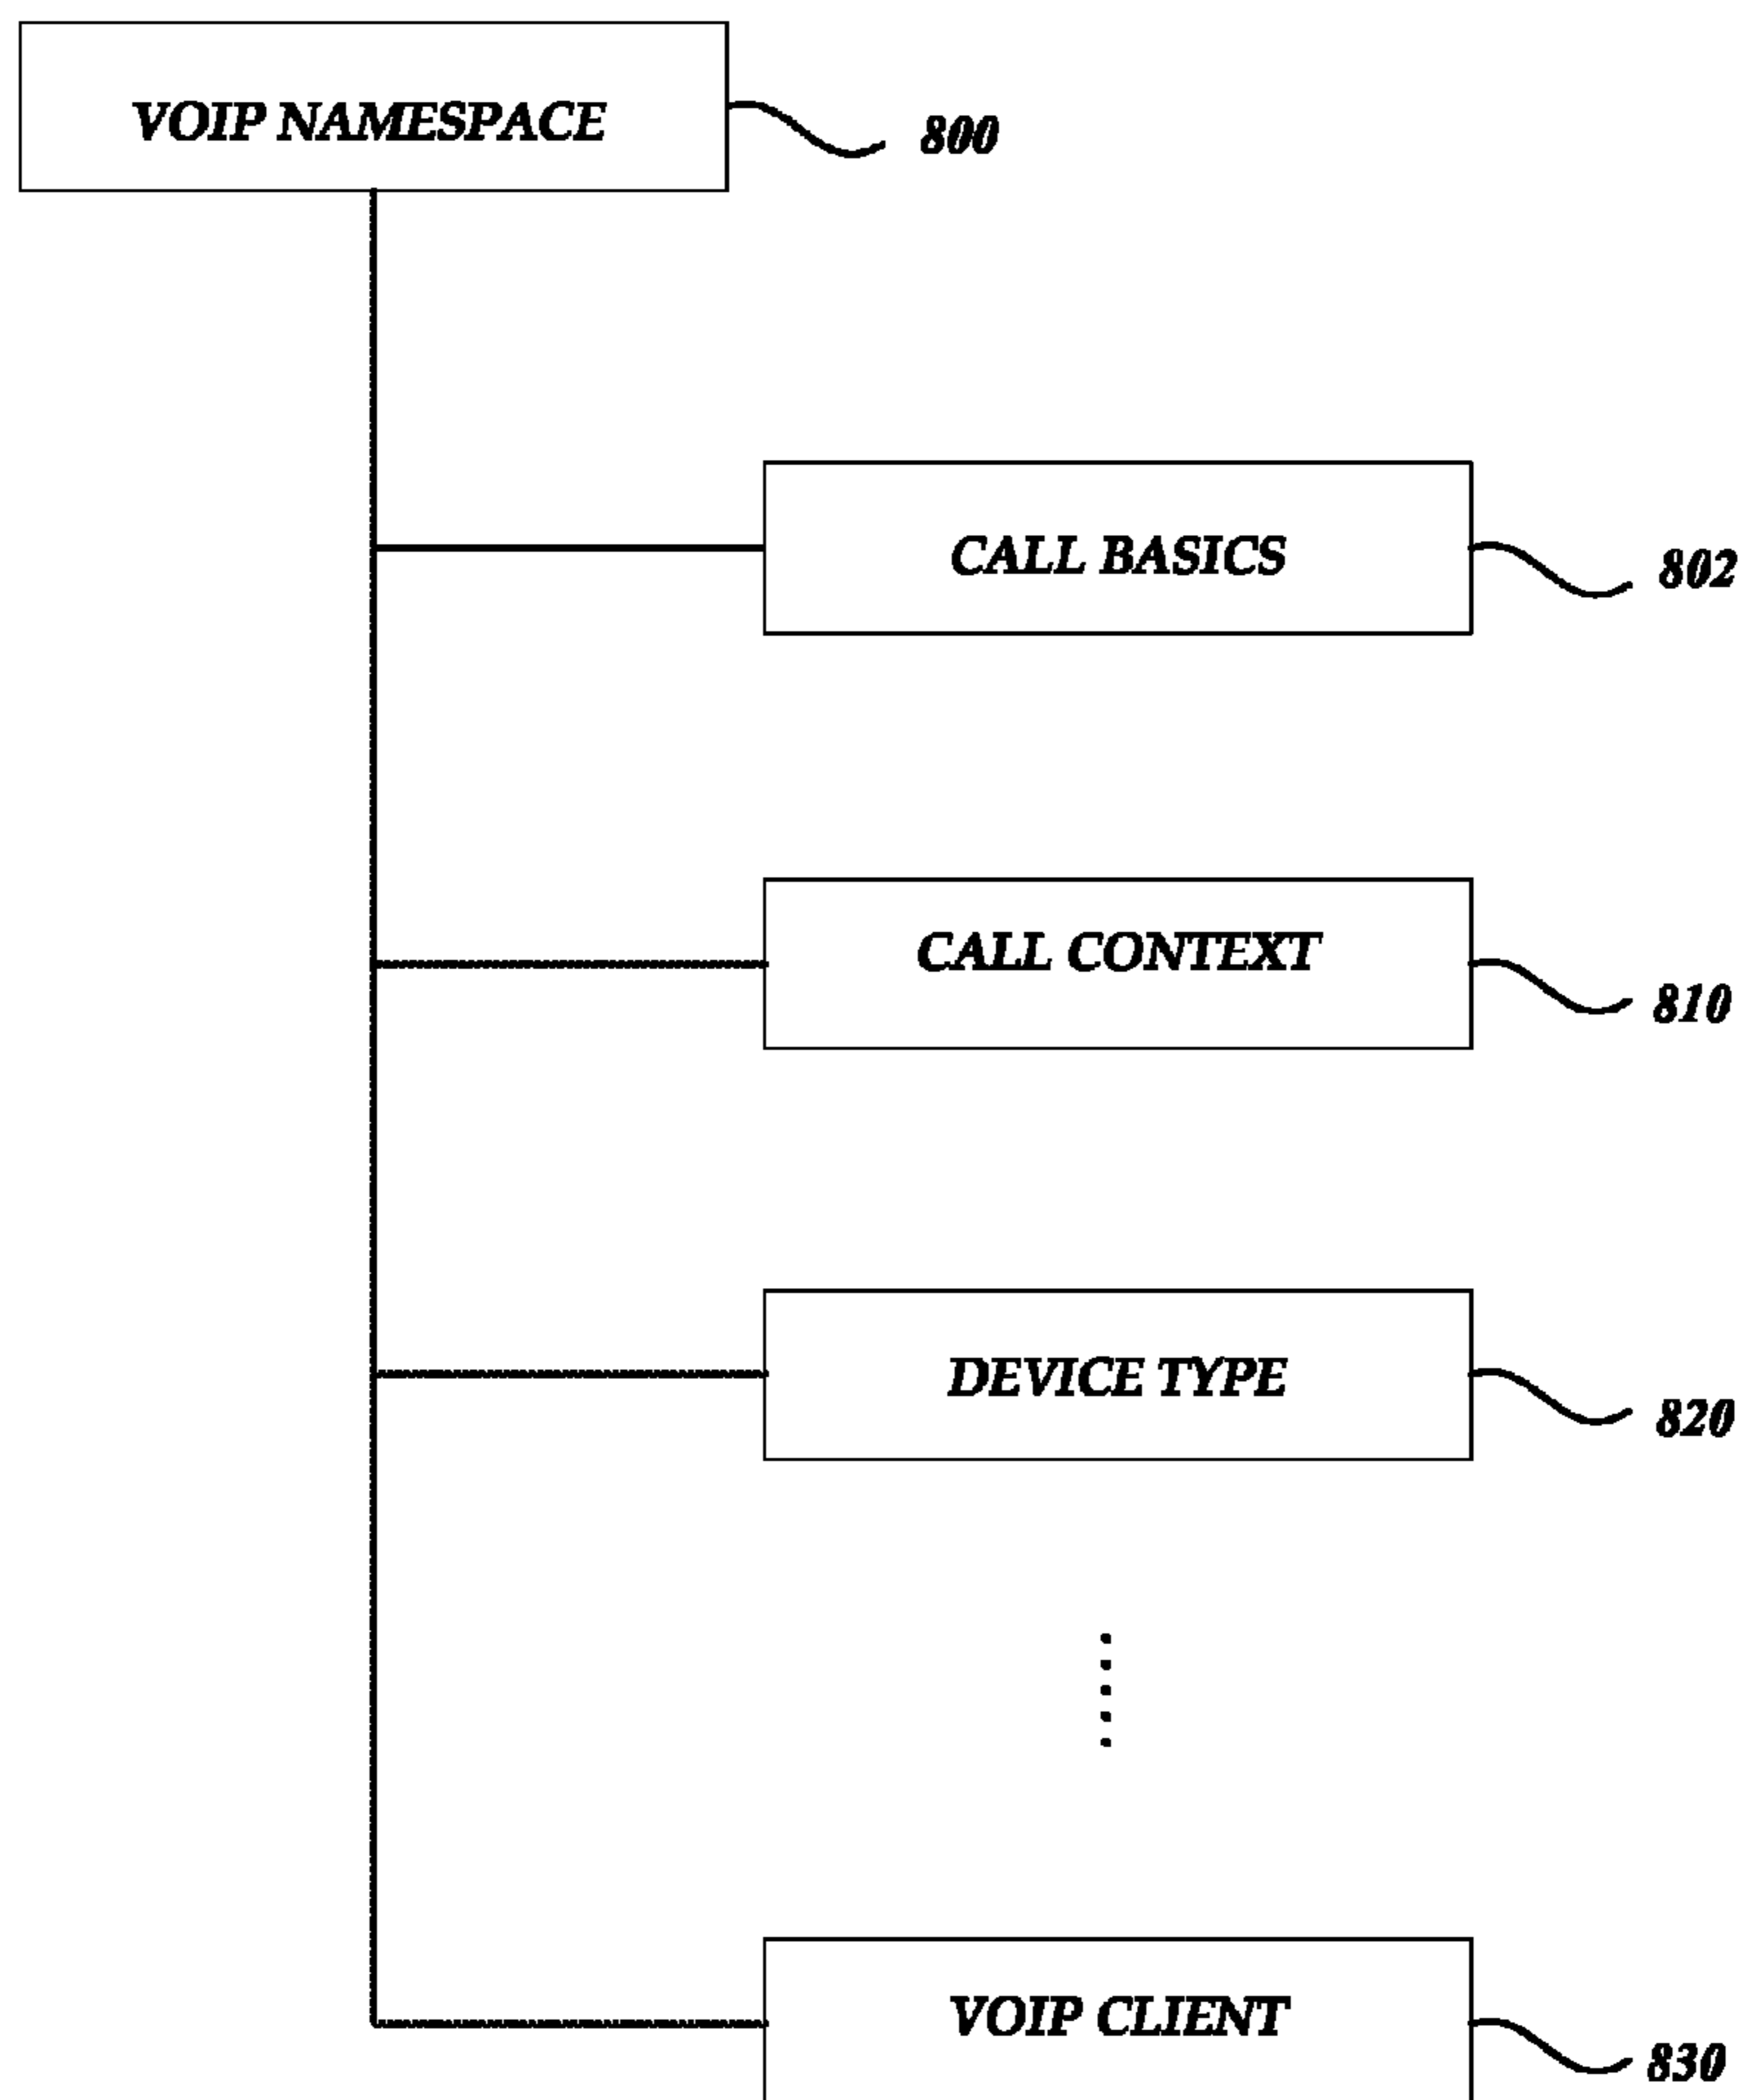 VOIP NAMESPACE
800
CALL BASICS
802
CALL CONTEXT
810
DEVICE TYPE
820
VOIP CLIENT
830